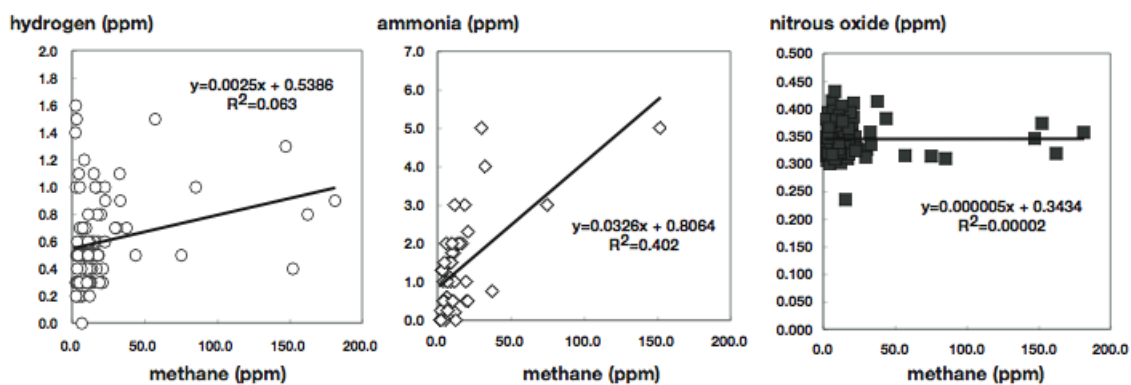 hydrogen (ppm)
2.0
1.8
1.6
1.4
1.2
1.0
0.8
0.6
0.4
0.2
0.0
y=0.0025x + 0.5386
R2=0.063
0.0 50.0 100.0 150.0 200.0
methane (ppm)
ammonia (ppm)
7.0
6.0
5.0
4.0
3.0
2.0
1.0
0.0
y=0.0326x + 0.8064
R2=0.402
0.0 50.0 100.0 150.0 200.0
methane (ppm)
nitrous oxide (ppm)
0.500
0.450
0.400
0.350
0.300
0.250
0.200
0.150
0.100
0.050
0.000
y=0.000005x + 0.3434
R2=0.00002
0.0 50.0 100.0 150.0 200.0
methane (ppm)